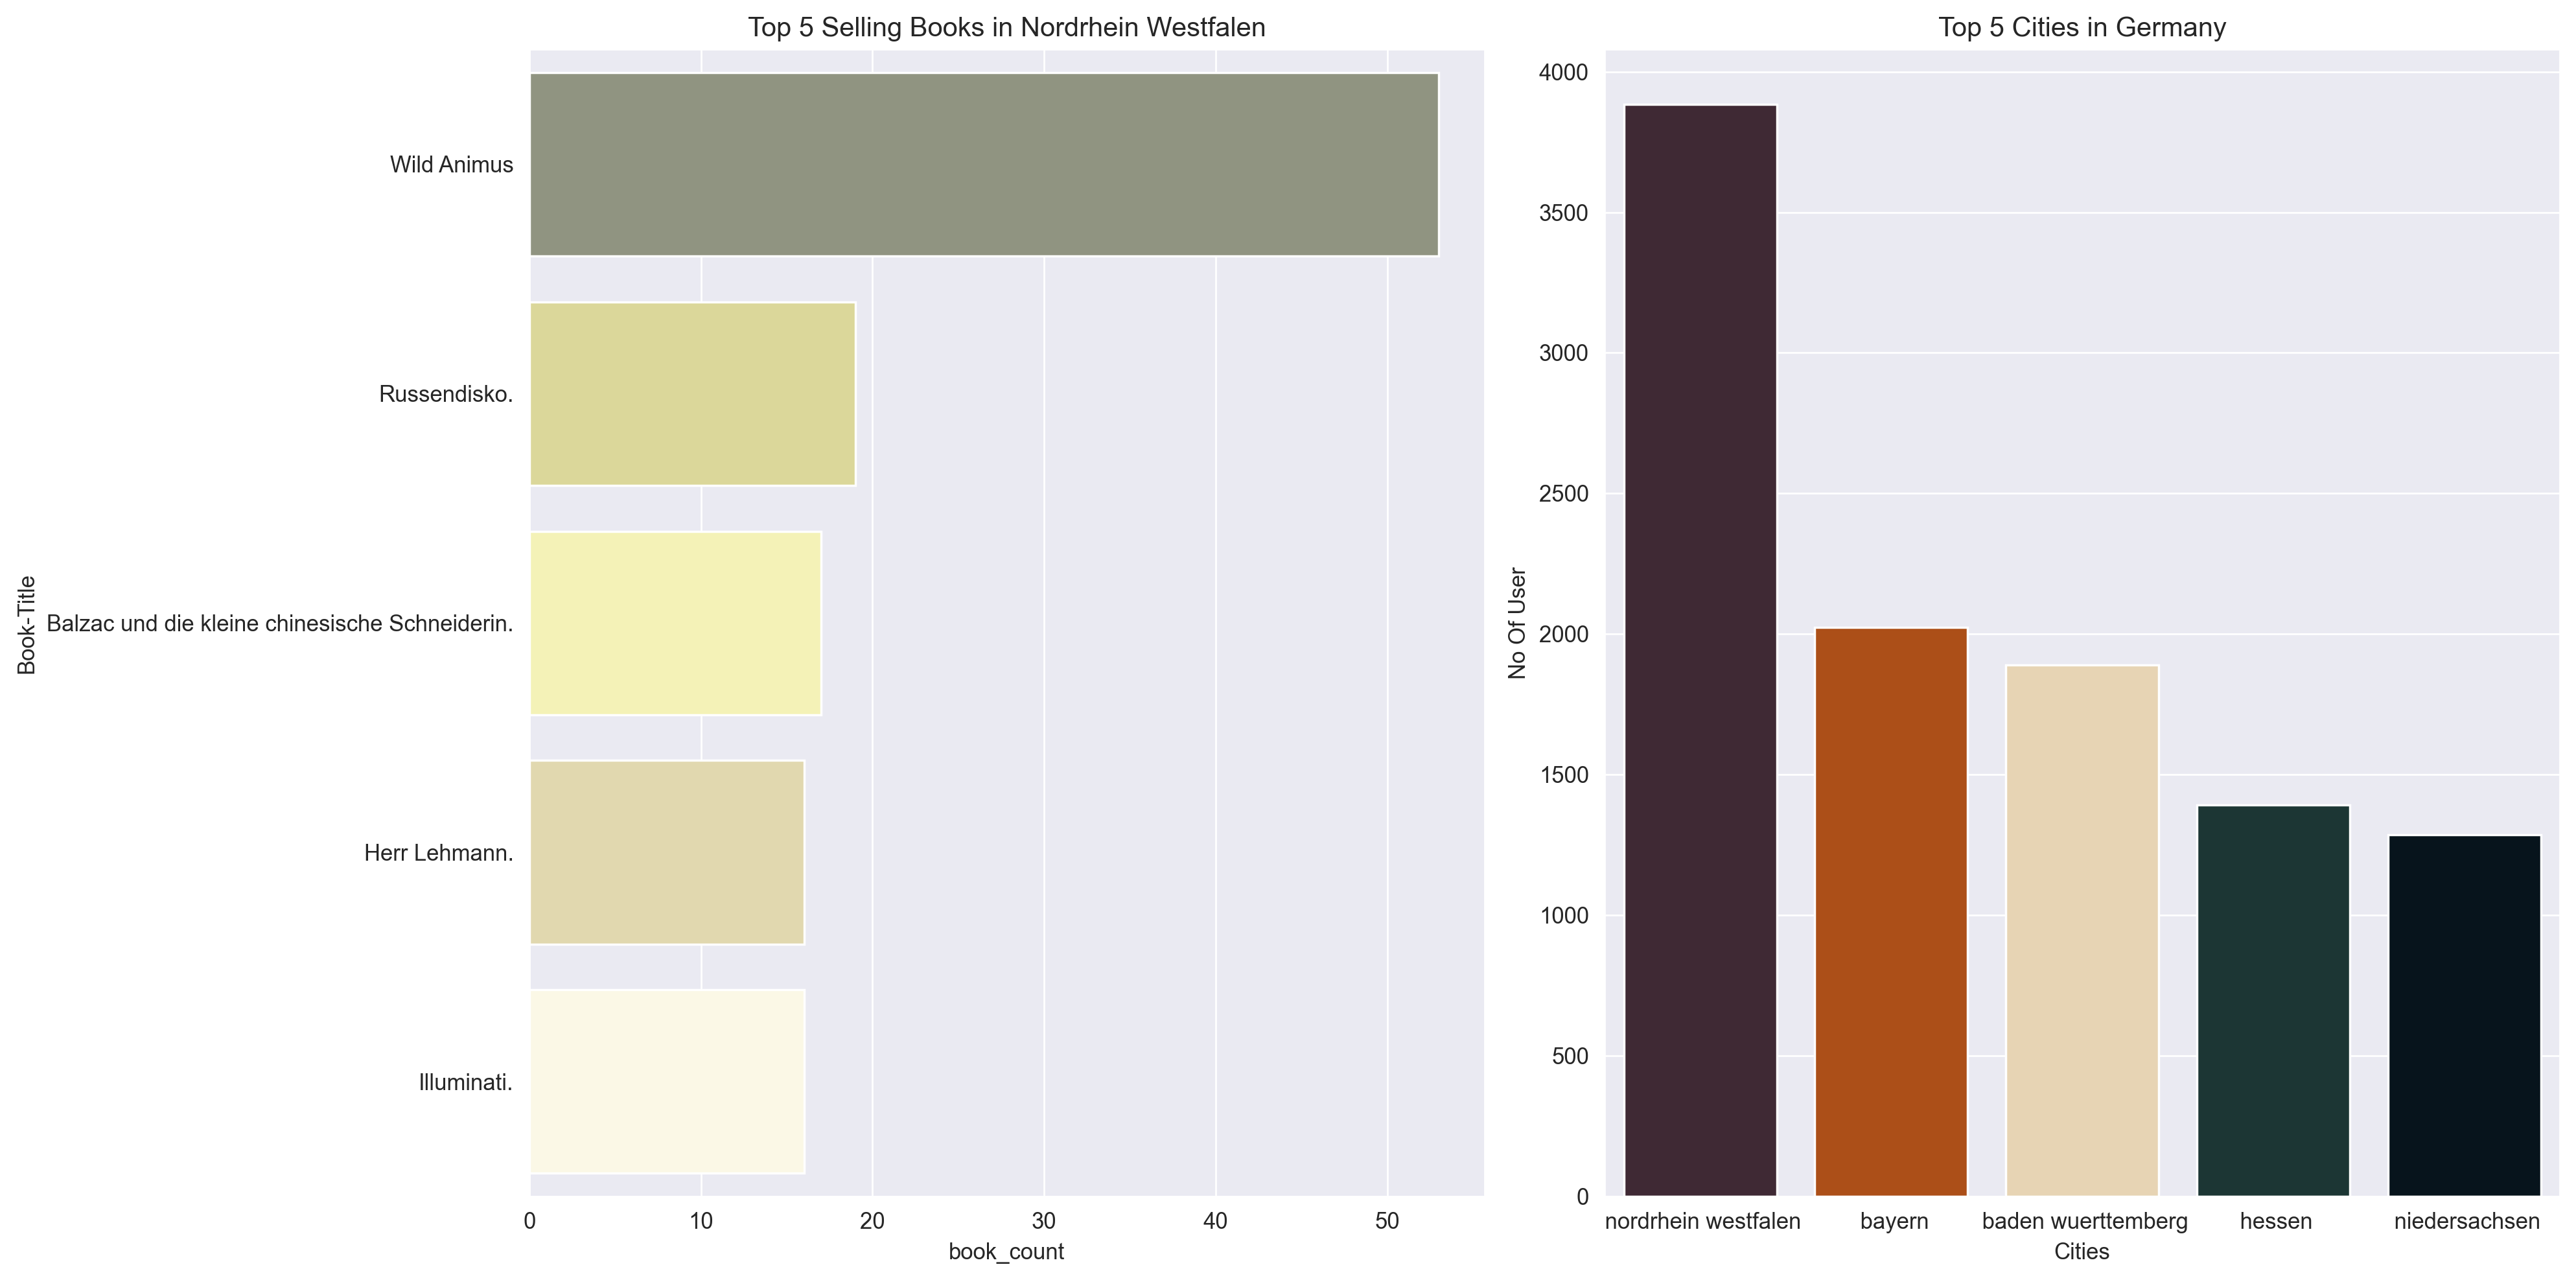 Top 5 Selling Books in Nordrhein Westfalen
Book-Title
Wild Animus
Russendisko.
Balzac und die kleine chinesische Schneiderin.
Herr Lehmann.
Illuminati.
0 10 20 30 40 50
book_count
Top 5 Cities in Germany
No Of User
4000
3500
3000
2500
2000
1500
1000
500
0
nordrhein westfalen bayern baden wuerttemberg hessen niedersachsen
Cities